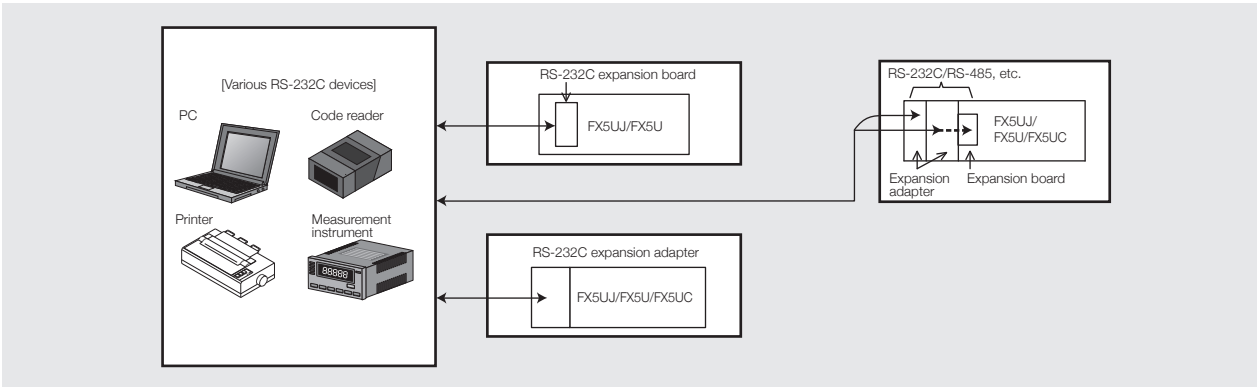 [Various RS-232C devices]
PC
Code reader
Printer
Measurement
instrument
88888
RS-232C expansion board
FX5UJ/FX5U
RS-232C expansion adapter
FX5UJ/FX5U/FX5UC
RS-232C/RS-485, etc.
FX5UJ/
FX5U/FX5UC
Expansion
adapter
Expansion board